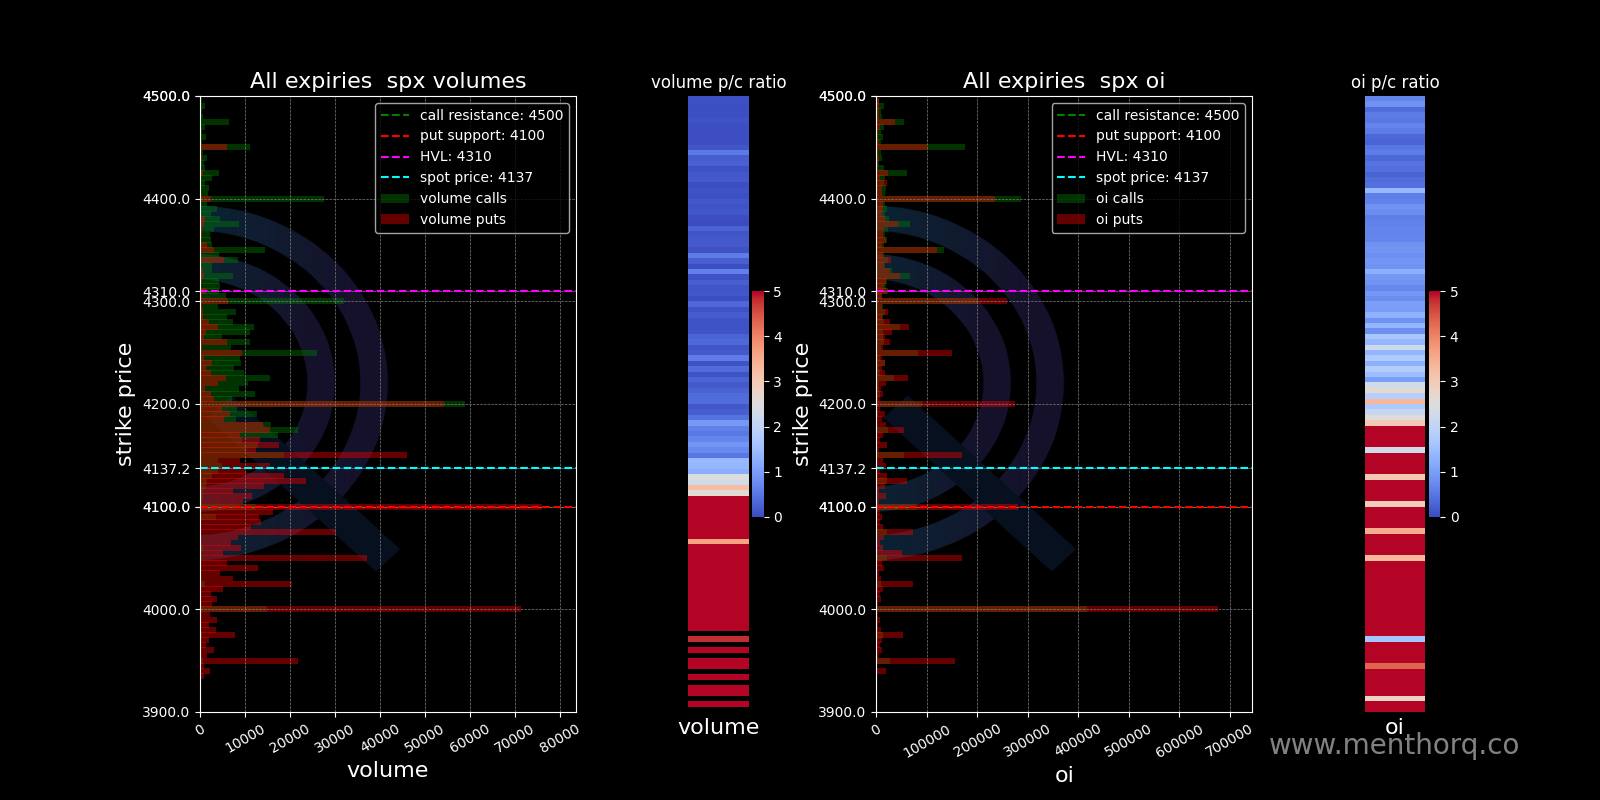 All expiries  spx volumes
volume p/c ratio
All expiries  spx oi
oi p/c ratio
call resistance: 4500
put support: 4100
HVL: 4310
spot price: 4137
volume calls
volume puts
4500.0
4400.0
4310.0
4300.0
4200.0
4137.2
4100.0
4000.0
3900.0
strike price
0
10000
20000
30000
40000
50000
60000
70000
80000
volume
5
4
3
2
1
0
volume
call resistance: 4500
put support: 4100
HVL: 4310
spot price: 4137
oi calls
oi puts
4500.0
4400.0
4310.0
4300.0
4200.0
4137.2
4100.0
4000.0
3900.0
strike price
0
100000
200000
300000
400000
500000
600000
700000
oi
5
4
3
2
1
0
oi
www.menthorq.co